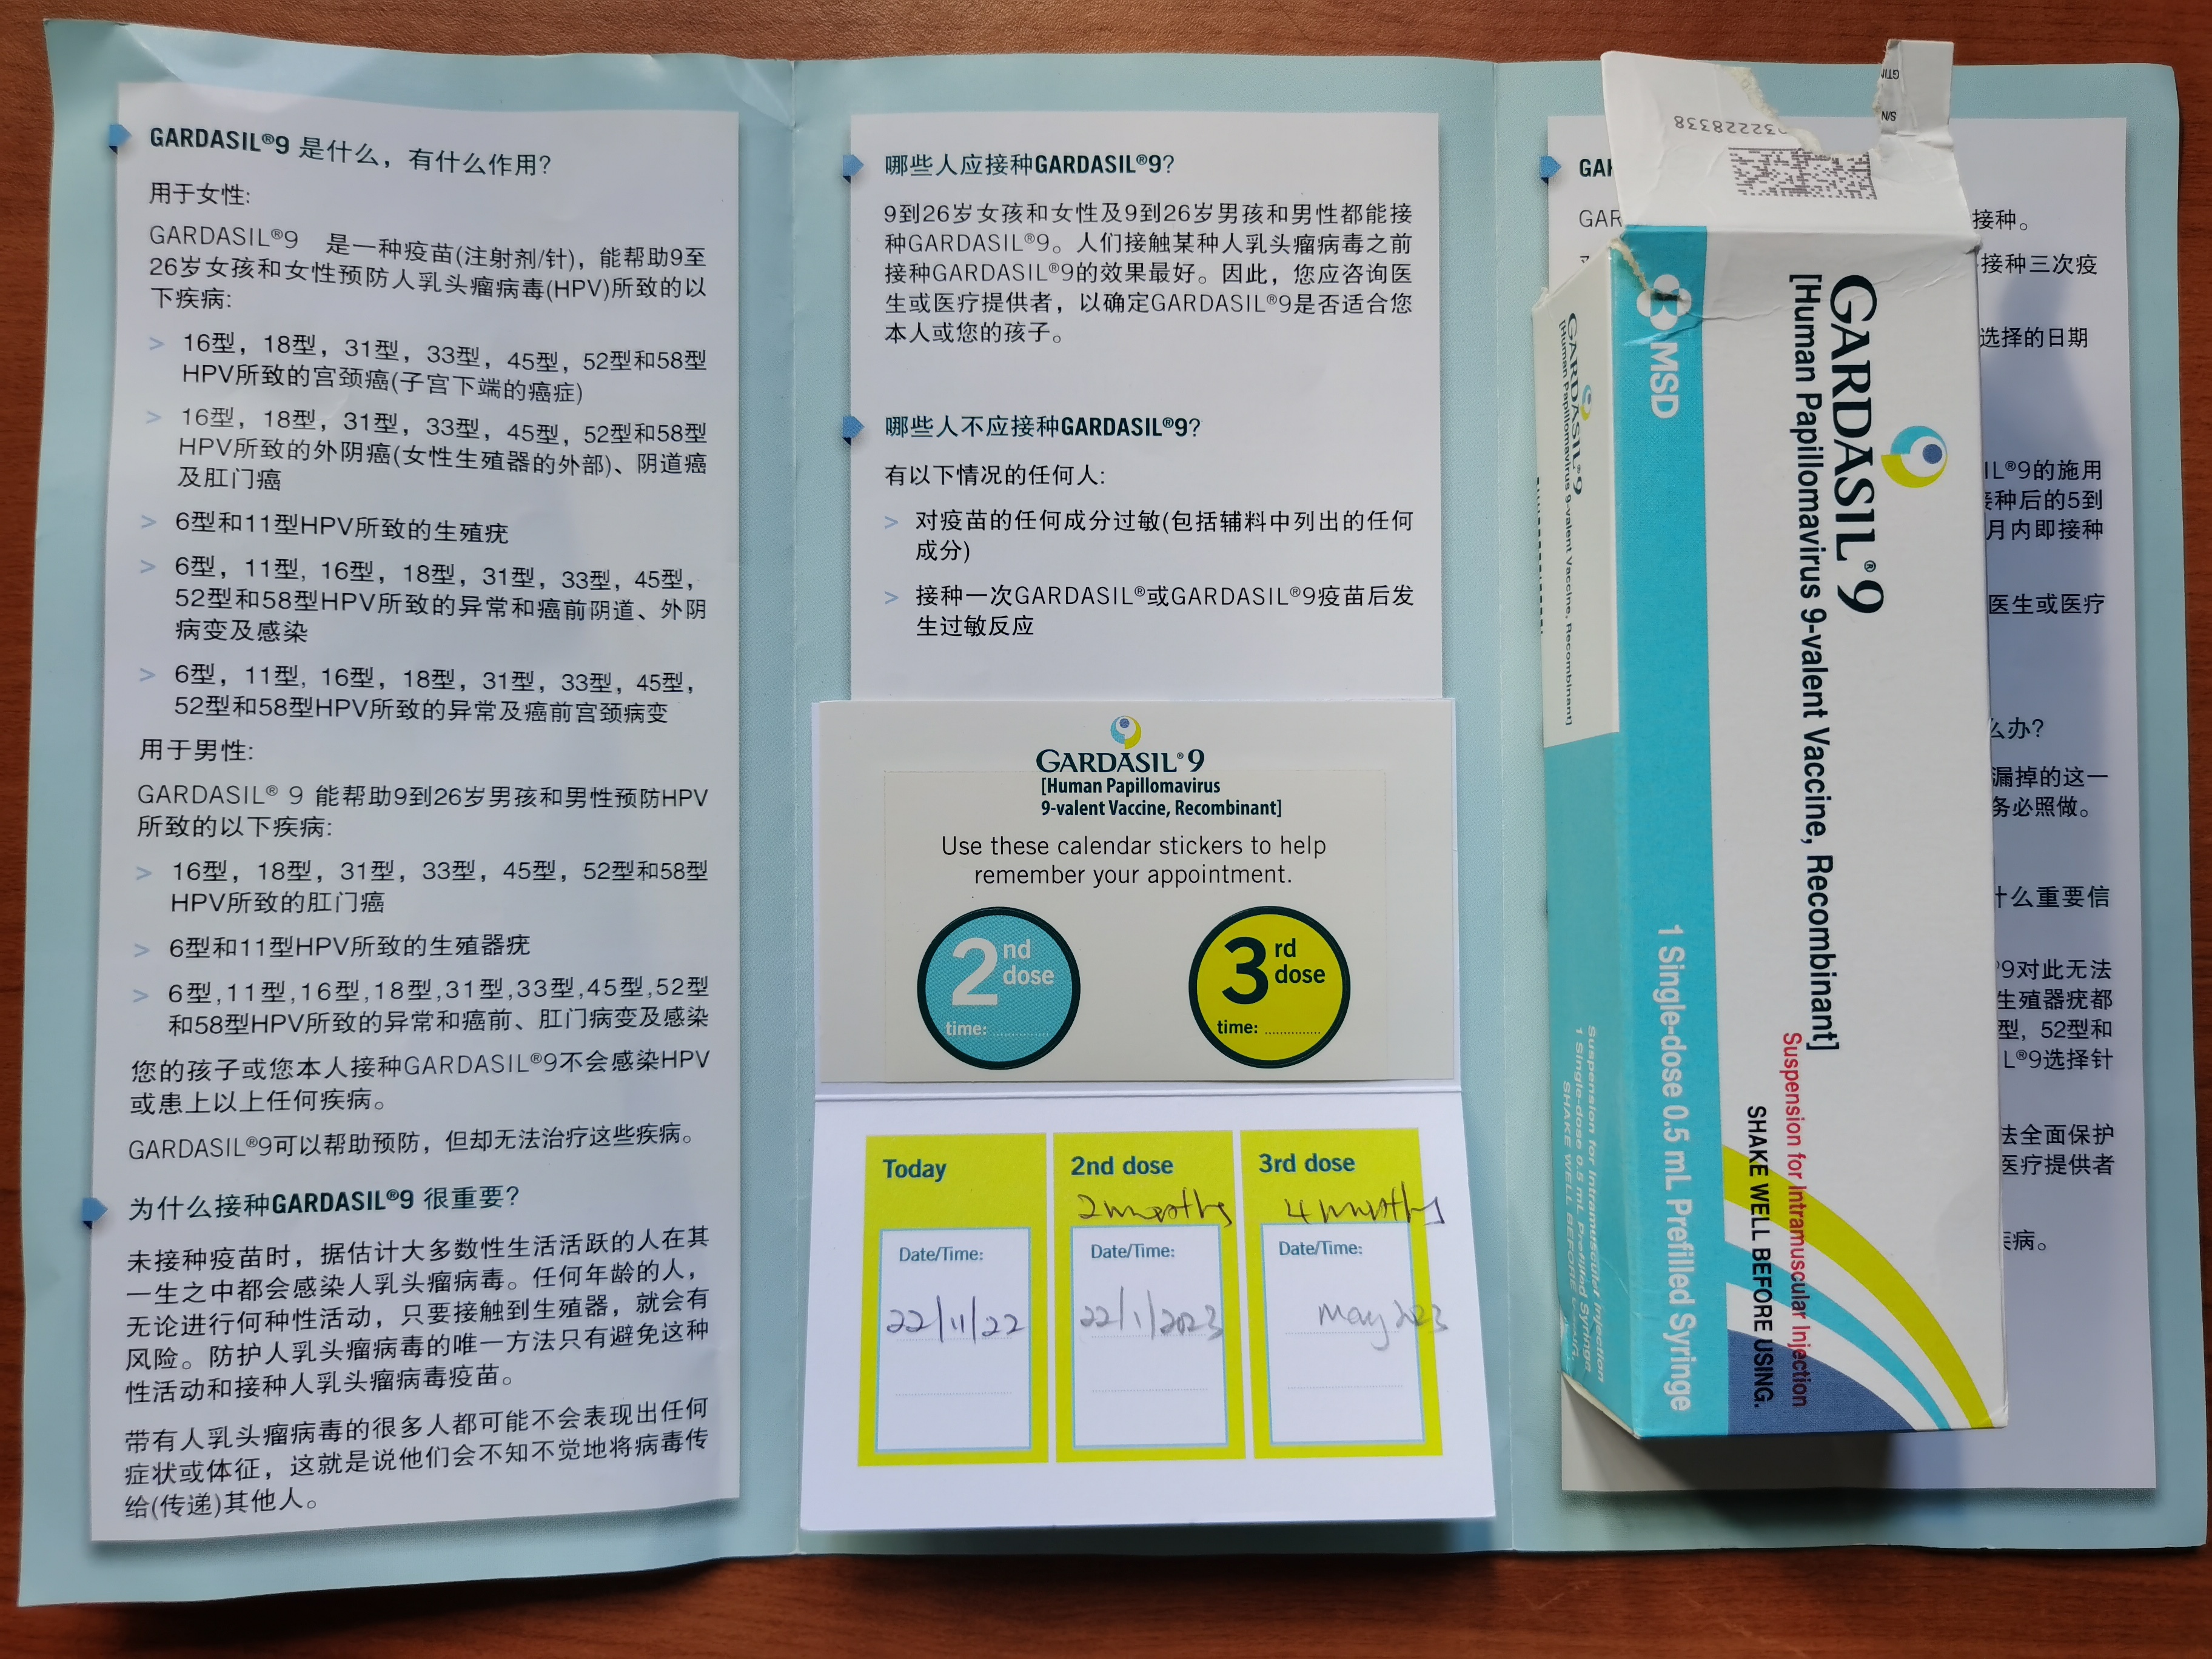 GARDASIL®9 是什么，有什么作用?
用于女性:
GARDASIL®9 是一种疫苗(注射剂/针)，能帮助9至
26岁女孩和女性预防人乳头瘤病毒(HPV)所致的以
下疾病:
> 16型，18型，31型，33型，45型，52型和58型
HPV所致的宫颈癌(子宫下端的癌症)
> 16型，18型，31型，33型，45型，52型和58型
HPV所致的外阴癌(女性生殖器的外部)、阴道癌
及肛门癌
> 6型和11型HPV所致的生殖疣
> 6型，11型，16型，18型，31型，33型，45型，
52型和58型HPV所致的异常和癌前阴道、外阴
病变及感染
> 6型，11型，16型，18型，31型，33型，45型，
52型和58型HPV所致的异常及癌前宫颈病变
用于男性:
GARDASIL® 9 能帮助9到26岁男孩和男性预防HPV
所致的以下疾病:
> 16型，18型，31型，33型，45型，52型和58型
HPV所致的肛门癌
> 6型和11型HPV所致的生殖器疣
> 6型,11型,16型,18型,31型,33型,45型,52型
和58型HPV所致的异常和癌前、肛门病变及感染
您的孩子或您本人接种GARDASIL®9不会感染HPV
或患上以上任何疾病。
GARDASIL®9可以帮助预防，但却无法治疗这些疾病。
为什么接种GARDASIL®9 很重要?
未接种疫苗时，据估计大多数性生活活跃的人在其
一生之中都会感染人乳头瘤病毒。任何年龄的人，
无论进行何种性活动，只要接触到生殖器，就会有
风险。防护人乳头瘤病毒的唯一方法只有避免这种
性活动和接种人乳头瘤病毒疫苗。
带有人乳头瘤病毒的很多人都可能不会表现出任何
症状或体征，这就是说他们会不知不觉地将病毒传
给(传递)其他人。
哪些人应接种GARDASIL®9?
9到26岁女孩和女性及9到26岁男孩和男性都能接
种GARDASIL®9。人们接触某种人乳头瘤病毒之前
接种GARDASIL®9的效果最好。因此，您应咨询医
生或医疗提供者，以确定GARDASIL®9是否适合您
本人或您的孩子。
哪些人不应接种GARDASIL®9?
有以下情况的任何人:
> 对疫苗的任何成分过敏(包括辅料中列出的任何
成分)
> 接种一次GARDASIL®或GARDASIL®9疫苗后发
生过敏反应
GARDASIL®9
[Human Papillomavirus
9-valent Vaccine, Recombinant]
Use these calendar stickers to help
remember your appointment.
2nd dose
time:
3rd dose
time:
Today
Date/Time:
22/11/22
2nd dose
2 months
Date/Time:
22/1/2023
3rd dose
4 months
Date/Time:
May 2023
GAR
GAR
接种。
接种三次疫
选择的日期
IL®9的施用
接种后的5到
月内即接种
医生或医疗
么办?
漏掉的这一
务必照做。
什么重要信
9对此无法
生殖器疣都
型，52型和
L®9选择针
法全面保护
医疗提供者
疾病。
GTIN
S/N
032228338
GARDASIL®9
[Human Papillomavirus 9-valent Vaccine, Recombinant]
Suspension for Intramuscular Injection
SHAKE WELL BEFORE USING.
MSD
1 Single-dose 0.5 mL Prefilled Syringe
GARDASIL®9
[Human Papillomavirus 9-valent Vaccine, Recombinant]
Suspension for Intramuscular Injection
1 Single-dose 0.5 mL Prefilled Syringe
SHAKE WELL BEFORE